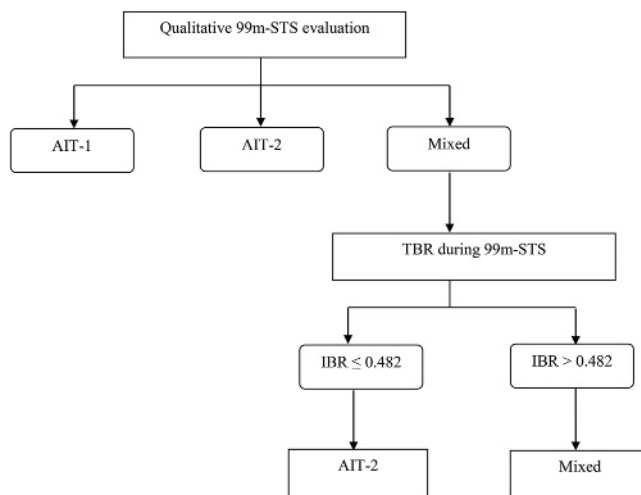 Qualitative 99m-STS evaluation
AIT-1
AIT-2
Mixed
TBR during 99m-STS
IBR ≤ 0.482
IBR > 0.482
AIT-2
Mixed